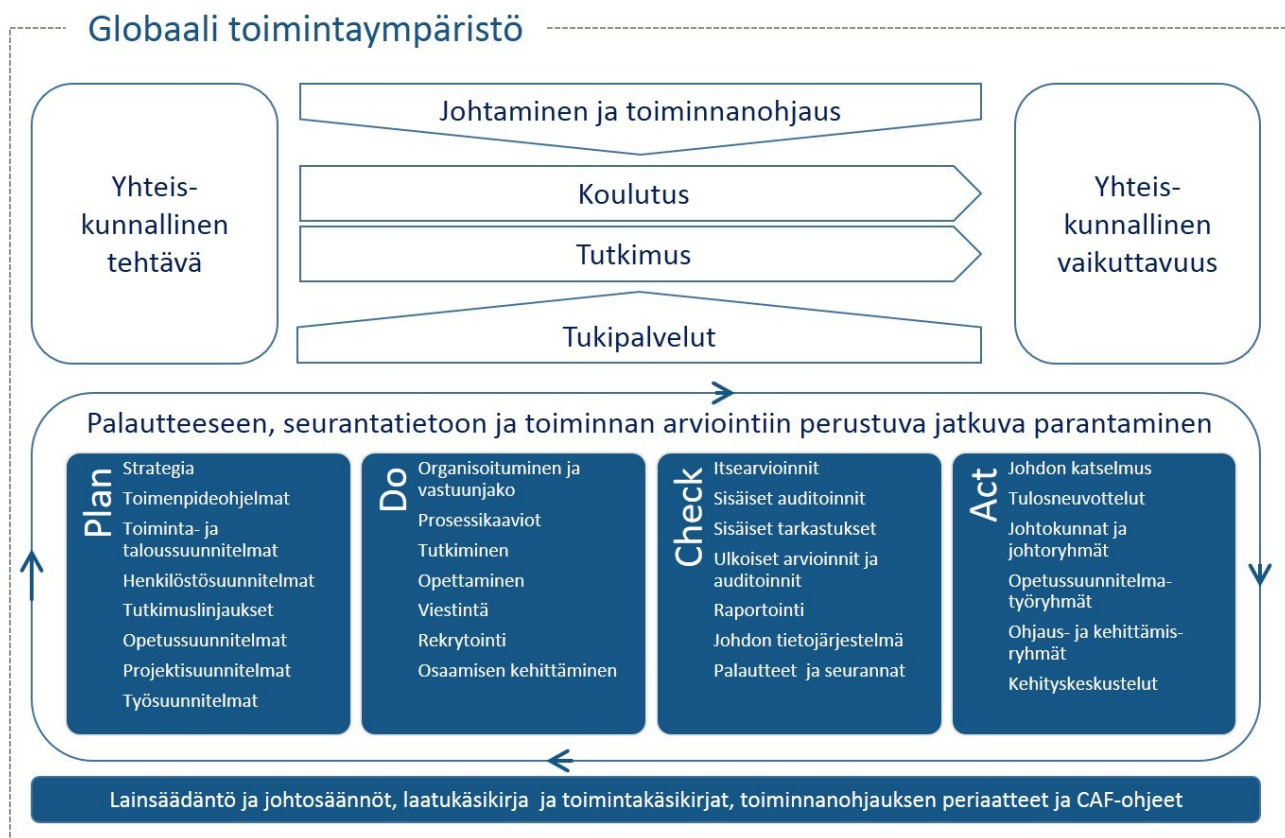 Globaali toimintaympäristö
Yhteis-
kunnallinen
tehtävä
Johtaminen ja toiminnanohjaus
Koulutus
Tutkimus
Tukipalvelut
Yhteis-
kunnallinen
vaikuttavuus
Palautteeseen, seurantatietoon ja toiminnan arviointiin perustuva jatkuva parantaminen
Plan
Strategia
Toimenpideohjelmat
Toiminta- ja
taloussuunnitelmat
Henkilöstösuunnitelmat
Tutkimuslinjaukset
Opetussuunnitelmat
Projektisuunnitelmat
Työsuunnitelmat
Do
Organisoituminen ja
vastuunjako
Prosessikaaviot
Tutkiminen
Opettaminen
Viestintä
Rekrytointi
Osaamisen kehittäminen
Check
Itsearvioinnit
Sisäiset auditoinnit
Sisäiset tarkastukset
Ulkoiset arvioinnit ja
auditoinnit
Raportointi
Johdon tietojärjestelmä
Palautteet ja seurannat
Act
Johdon katselmus
Tulosneuvottelut
Johtokunnat ja
johtoryhmät
Opetussuunnitelma-
työryhmät
Ohjaus- ja kehittämis-
ryhmät
Kehityskeskustelut
Lainsäädäntö ja johtosäännöt, laatukäsikirja ja toimintakäsikirjat, toiminnanohjauksen periaatteet ja CAF-ohjeet